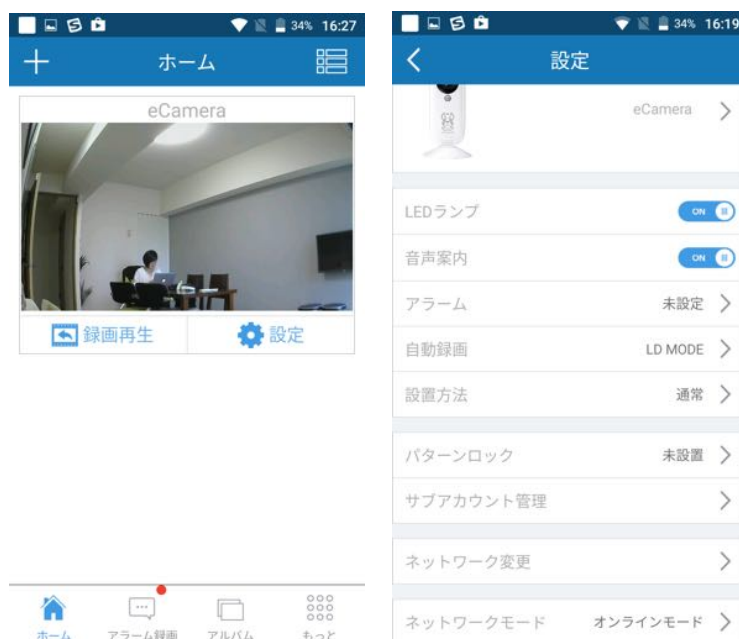 34% 16:27
ホーム
eCamera
録画再生
設定
ホーム
アラーム録画
アルバム
もっと
34% 16:19
設定
eCamera
LEDランプ ON
音声案内 ON
アラーム 未設定
自動録画 LD MODE
設置方法 通常
パターンロック 未設置
サブアカウント管理
ネットワーク変更
ネットワークモード オンラインモード